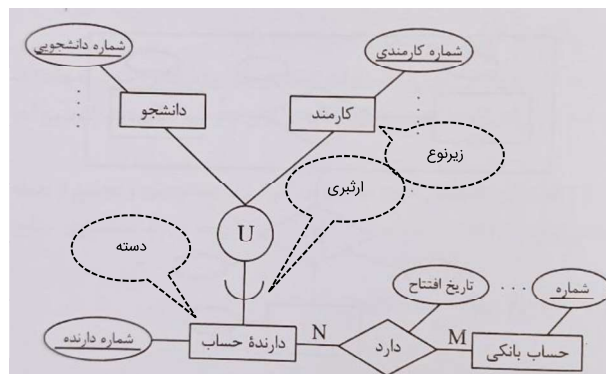 شماره کارمندی
شماره دانشجویی
کارمند
دانشجو
زیرنوع
ارثبری
U
دسته
شماره
تاریخ افتتاح
حساب بانکی
M
دارد
N
دارندهٔ حساب
شماره دارنده